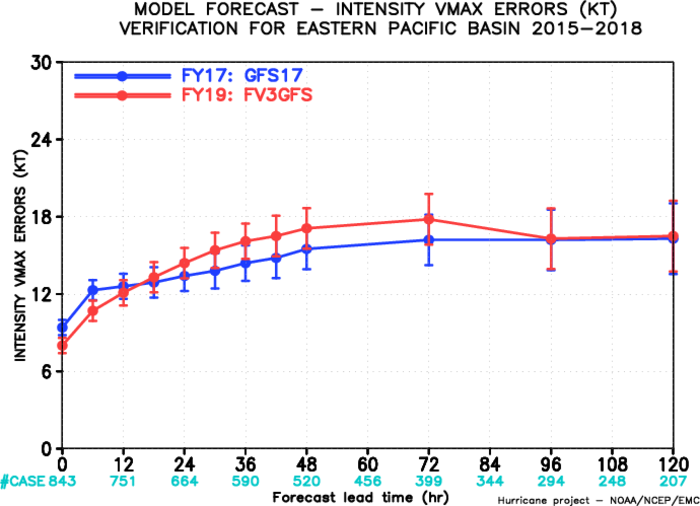 MODEL FORECAST – INTENSITY VMAX ERRORS (KT)
VERIFICATION FOR EASTERN PACIFIC BASIN 2015–2018
INTENSITY VMAX ERRORS (KT)
30
24
18
12
6
0
FY17: GFS17
FY19: FV3GFS
0 12 24 36 48 60 72 84 96 108 120
#CASE 843 751 664 590 520 456 399 344 294 248 207
Forecast lead time (hr)
Hurricane project – NOAA/NCEP/EMC